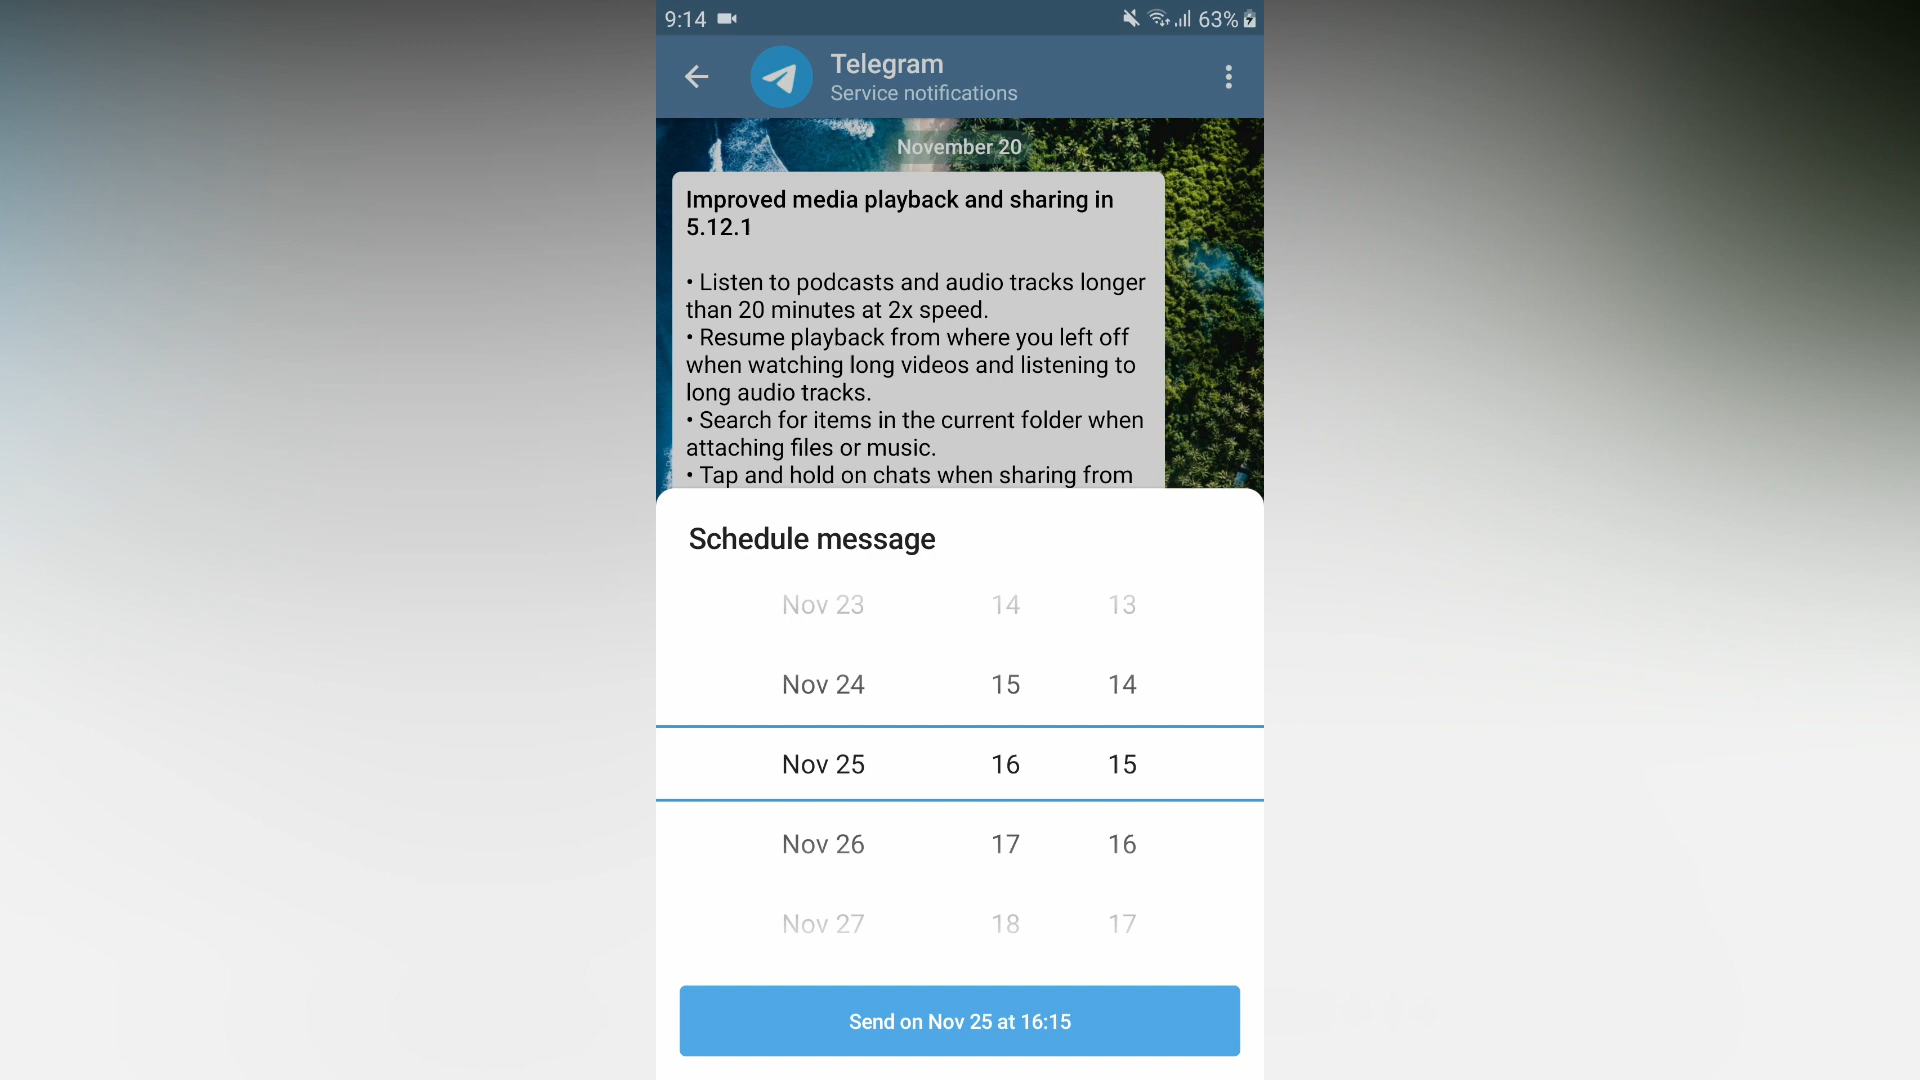 9:14
63%
Telegram
Service notifications
November 20
Improved media playback and sharing in
5.12.1
• Listen to podcasts and audio tracks longer
than 20 minutes at 2x speed.
• Resume playback from where you left off
when watching long videos and listening to
long audio tracks.
• Search for items in the current folder when
attaching files or music.
• Tap and hold on chats when sharing from
Schedule message
Nov 23 14 13
Nov 24 15 14
Nov 25 16 15
Nov 26 17 16
Nov 27 18 17
Send on Nov 25 at 16:15